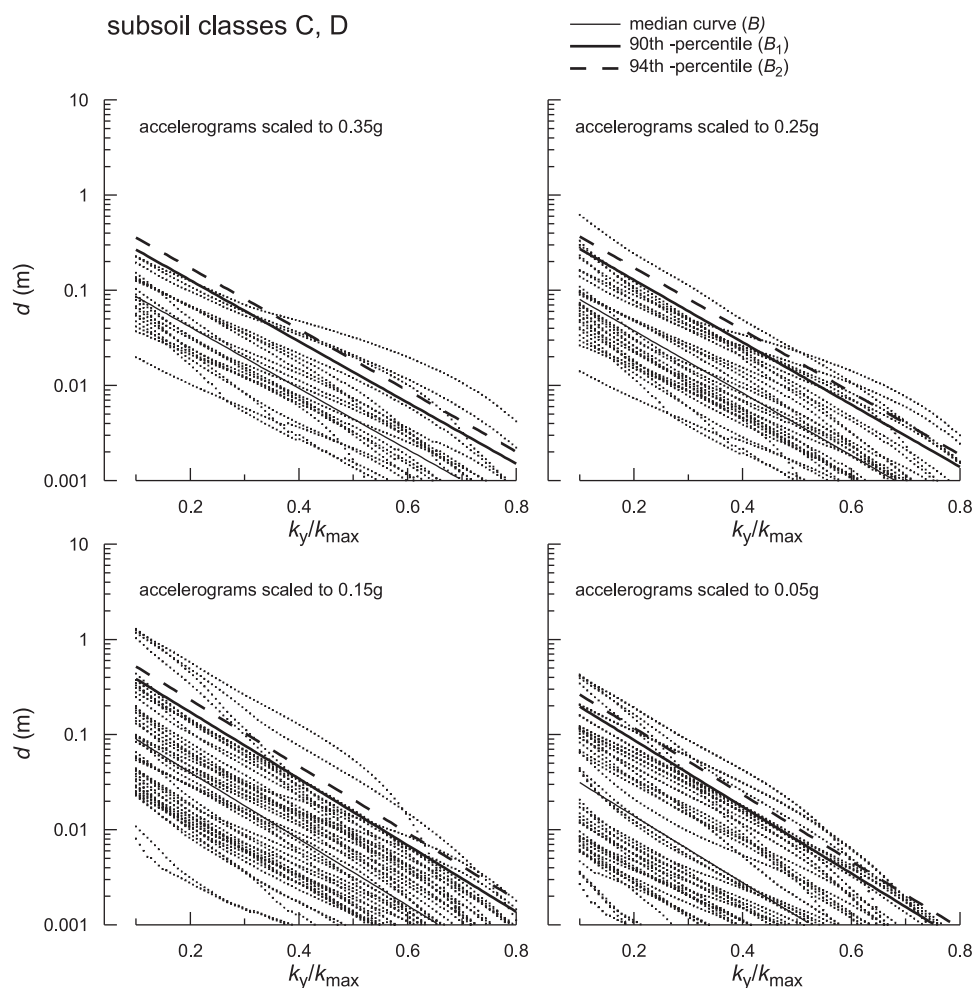 subsoil classes C, D
median curve (B)
90th -percentile (B1)
94th -percentile (B2)
10
1
0.1
0.01
0.001
d (m)
accelerograms scaled to 0.35g
0.2
0.4
0.6
0.8
ky/kmax
accelerograms scaled to 0.25g
0.2
0.4
0.6
0.8
ky/kmax
10
1
0.1
0.01
0.001
d (m)
accelerograms scaled to 0.15g
0.2
0.4
0.6
0.8
ky/kmax
accelerograms scaled to 0.05g
0.2
0.4
0.6
0.8
ky/kmax